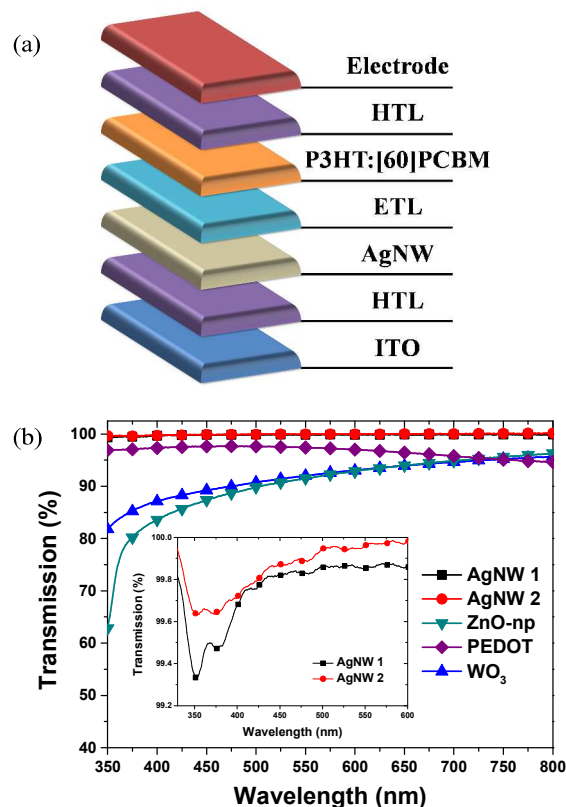 (a)
Electrode
HTL
P3HT:[60]PCBM
ETL
AgNW
HTL
ITO
(b)
Transmission (%)
100
90
80
70
60
50
40
350 400 450 500 550 600 650 700 750 800
Wavelength (nm)
AgNW 1
AgNW 2
ZnO-np
PEDOT
WO₃
Transmission (%)
100.0
99.8
99.6
99.4
99.2
350 400 450 500 550 600
Wavelength (nm)
AgNW 1
AgNW 2